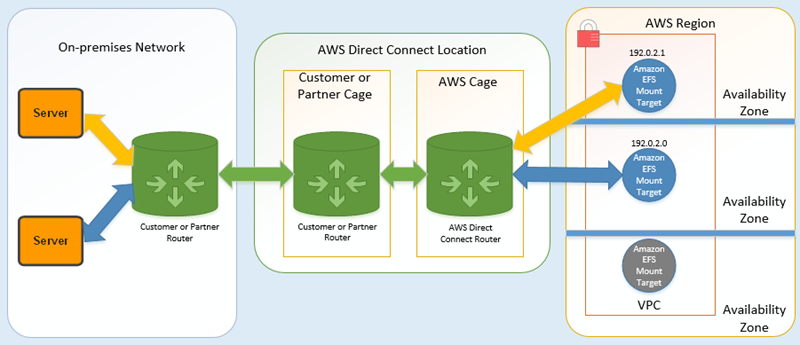 On-premises Network
Server
Server
Customer or Partner
Router
AWS Direct Connect Location
Customer or
Partner Cage
Customer or Partner
Router
AWS Cage
AWS Direct
Connect Router
AWS Region
192.0.2.1
Amazon
EFS
Mount
Target
Availability
Zone
192.0.2.0
Amazon
EFS
Mount
Target
Availability
Zone
Amazon
EFS
Mount
Target
VPC
Availability
Zone